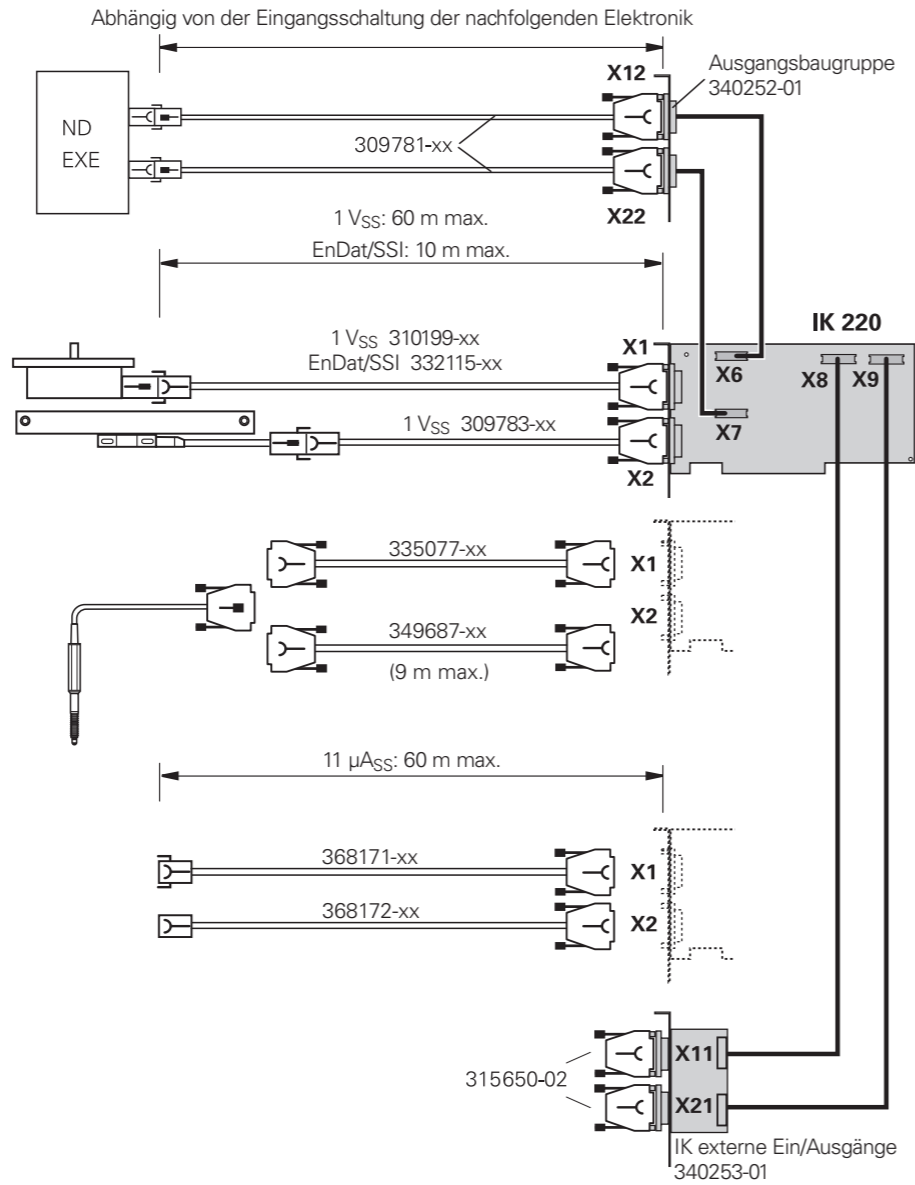 Abhängig von der Eingangsschaltung der nachfolgenden Elektronik
X12
Ausgangsbaugruppe
340252-01
ND
EXE
309781-xx
X22
1 VSS: 60 m max.
EnDat/SSI: 10 m max.
IK 220
1 VSS 310199-xx
EnDat/SSI 332115-xx
X1
X6
X8
X9
1 VSS 309783-xx
X7
X2
335077-xx
X1
X2
349687-xx
(9 m max.)
11 µASS: 60 m max.
368171-xx
X1
368172-xx
X2
315650-02
X11
X21
IK externe Ein/Ausgänge
340253-01